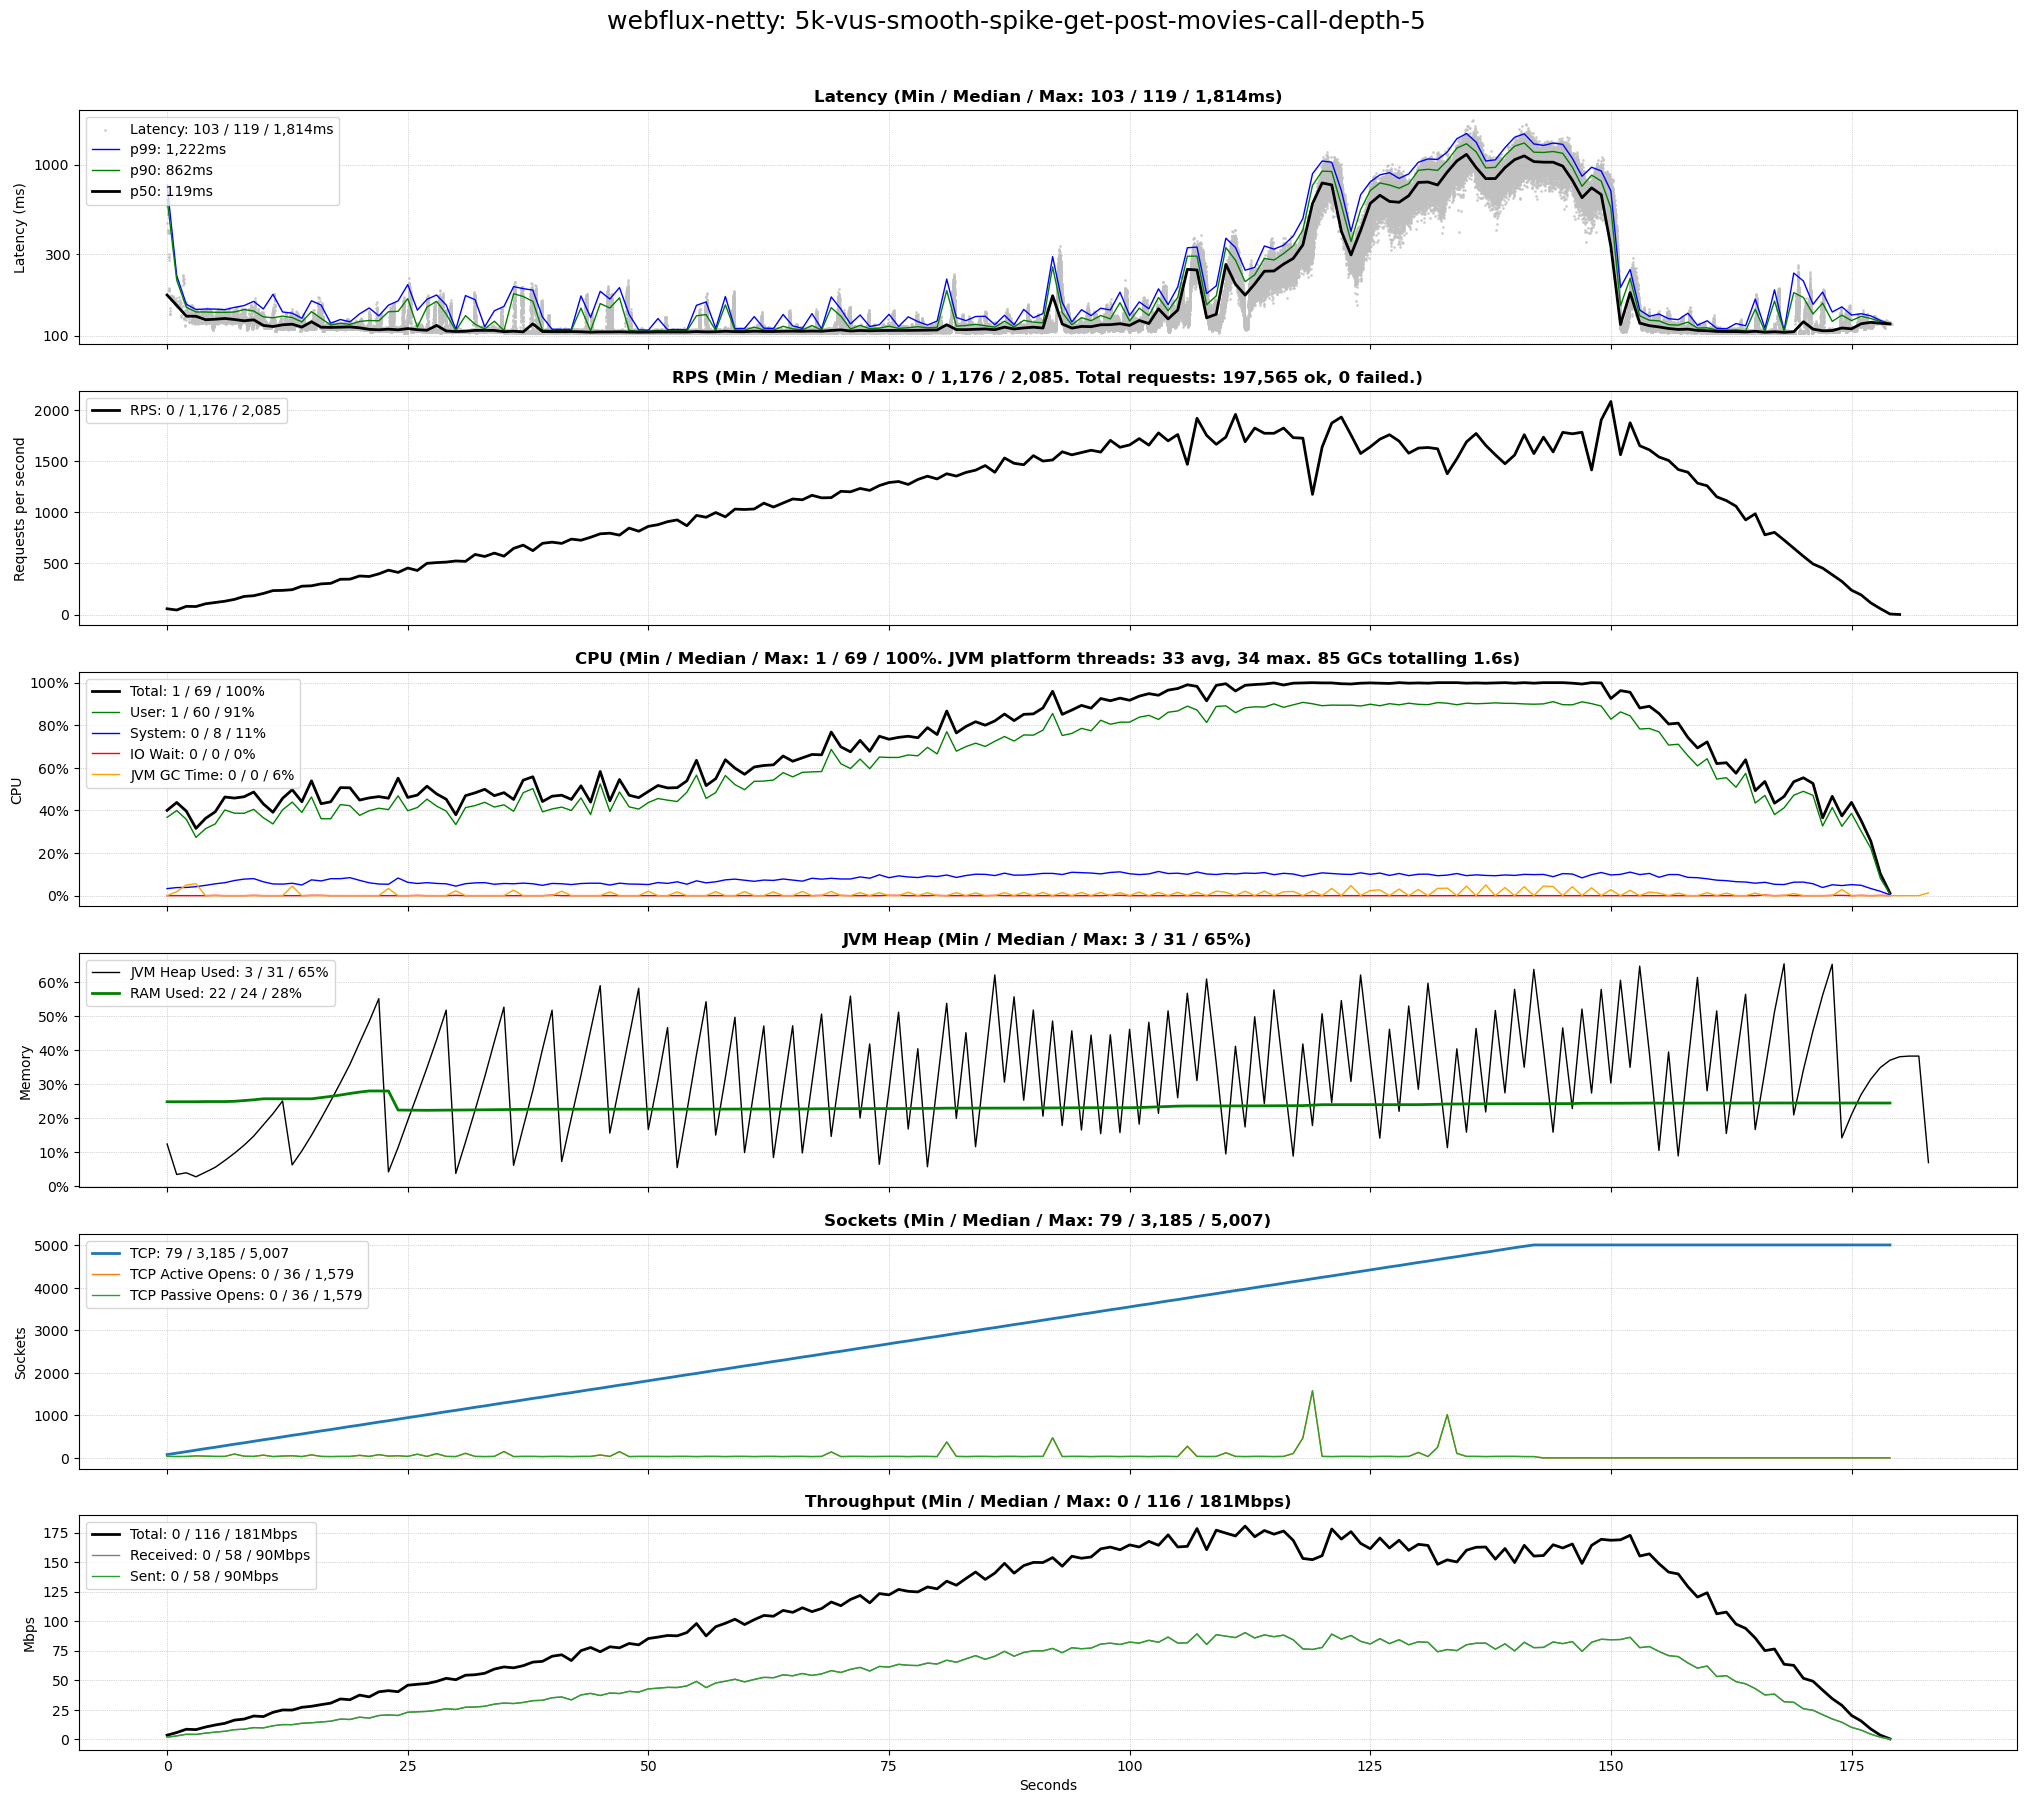 webflux-netty: 5k-vus-smooth-spike-get-post-movies-call-depth-5
Latency (Min / Median / Max: 103 / 119 / 1,814ms)
Latency: 103 / 119 / 1,814ms
p99: 1,222ms
p90: 862ms
p50: 119ms
Latency (ms)
1000
300
100
RPS (Min / Median / Max: 0 / 1,176 / 2,085. Total requests: 197,565 ok, 0 failed.)
RPS: 0 / 1,176 / 2,085
Requests per second
2000
1500
1000
500
0
CPU (Min / Median / Max: 1 / 69 / 100%. JVM platform threads: 33 avg, 34 max. 85 GCs totalling 1.6s)
Total: 1 / 69 / 100%
User: 1 / 60 / 91%
System: 0 / 8 / 11%
IO Wait: 0 / 0 / 0%
JVM GC Time: 0 / 0 / 6%
CPU
100%
80%
60%
40%
20%
0%
JVM Heap (Min / Median / Max: 3 / 31 / 65%)
JVM Heap Used: 3 / 31 / 65%
RAM Used: 22 / 24 / 28%
Memory
60%
50%
40%
30%
20%
10%
0%
Sockets (Min / Median / Max: 79 / 3,185 / 5,007)
TCP: 79 / 3,185 / 5,007
TCP Active Opens: 0 / 36 / 1,579
TCP Passive Opens: 0 / 36 / 1,579
Sockets
5000
4000
3000
2000
1000
0
Throughput (Min / Median / Max: 0 / 116 / 181Mbps)
Total: 0 / 116 / 181Mbps
Received: 0 / 58 / 90Mbps
Sent: 0 / 58 / 90Mbps
Mbps
175
150
125
100
75
50
25
0
0 25 50 75 100 125 150 175
Seconds